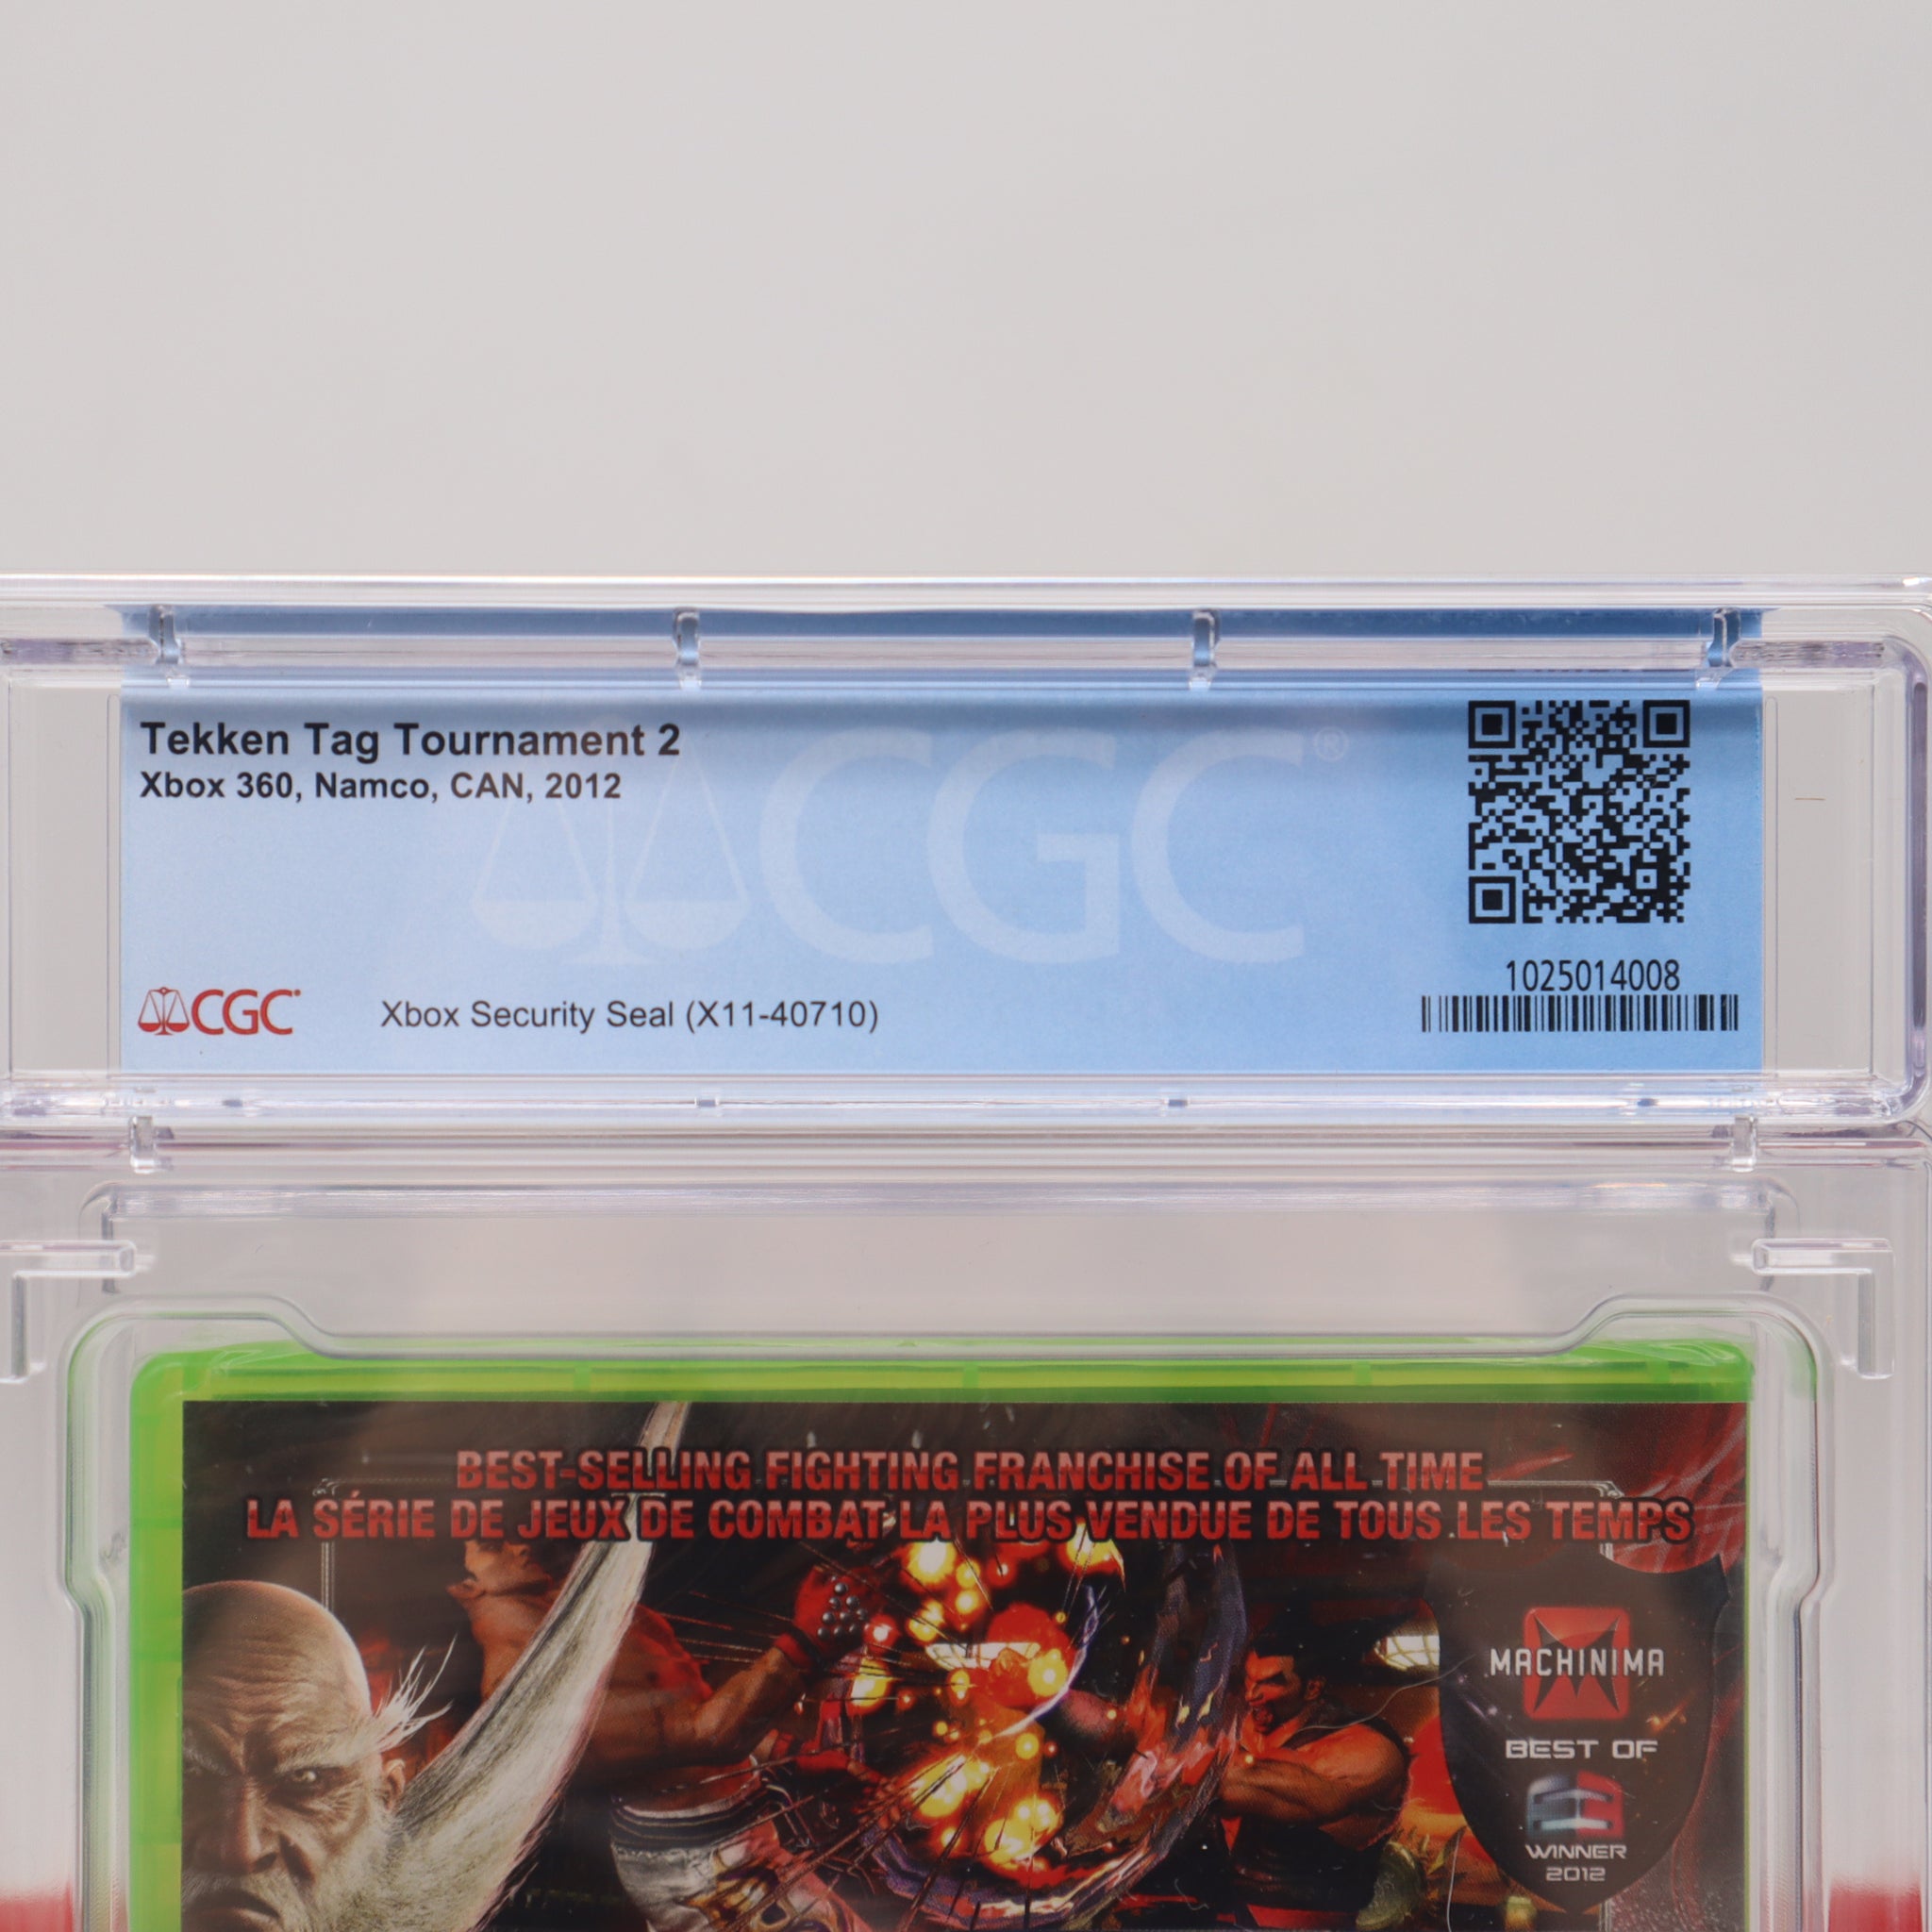 Tekken Tag Tournament 2
Xbox 360, Namco, CAN, 2012
CGC®
1025014008
CGC
Xbox Security Seal (X11-40710)
BEST-SELLING FIGHTING FRANCHISE OF ALL TIME
LA SÉRIE DE JEUX DE COMBAT LA PLUS VENDUE DE TOUS LES TEMPS
MACHINIMA
BEST OF
E3
WINNER
2012